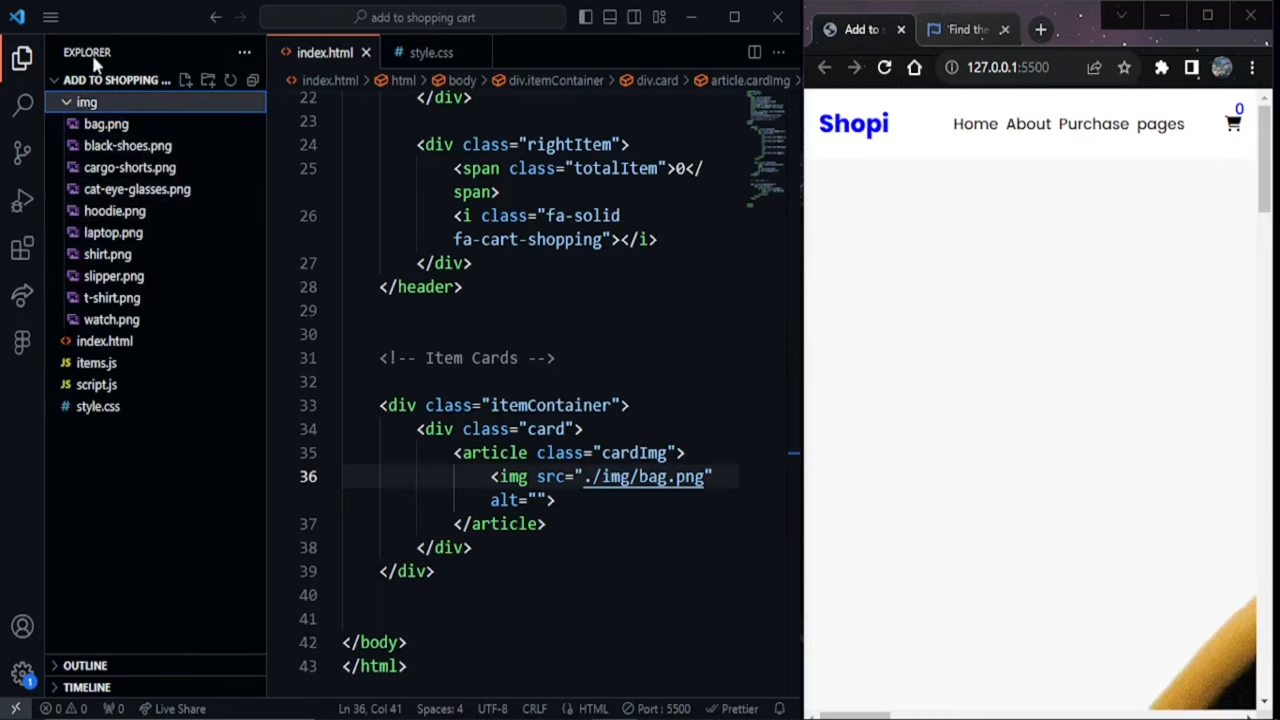 add to shopping cart
EXPLORER
ADD TO SHOPPING ...
img
bag.png
black-shoes.png
cargo-shorts.png
cat-eye-glasses.png
hoodie.png
laptop.png
shirt.png
slipper.png
t-shirt.png
watch.png
index.html
items.js
script.js
style.css
OUTLINE
TIMELINE
index.html
style.css
index.html > html > body > div.itemContainer > div.card > article.cardImg
22 </div>
23
24 <div class="rightItem">
25 <span class="totalItem">0</
span>
26 <i class="fa-solid
fa-cart-shopping"></i>
27 </div>
28 </header>
29
30
31 <!-- Item Cards -->
32
33 <div class="itemContainer">
34 <div class="card">
35 <article class="cardImg">
36 <img src="./img/bag.png"
alt="">
37 </article>
38 </div>
39 </div>
40
41
42 </body>
43 </html>
0 0 0 Live Share Ln 36, Col 41 Spaces: 4 UTF-8 CRLF HTML Port : 5500 Prettier
1
Add to
'Find the
127.0.0.1:5500
Shopi
Home About Purchase pages
0